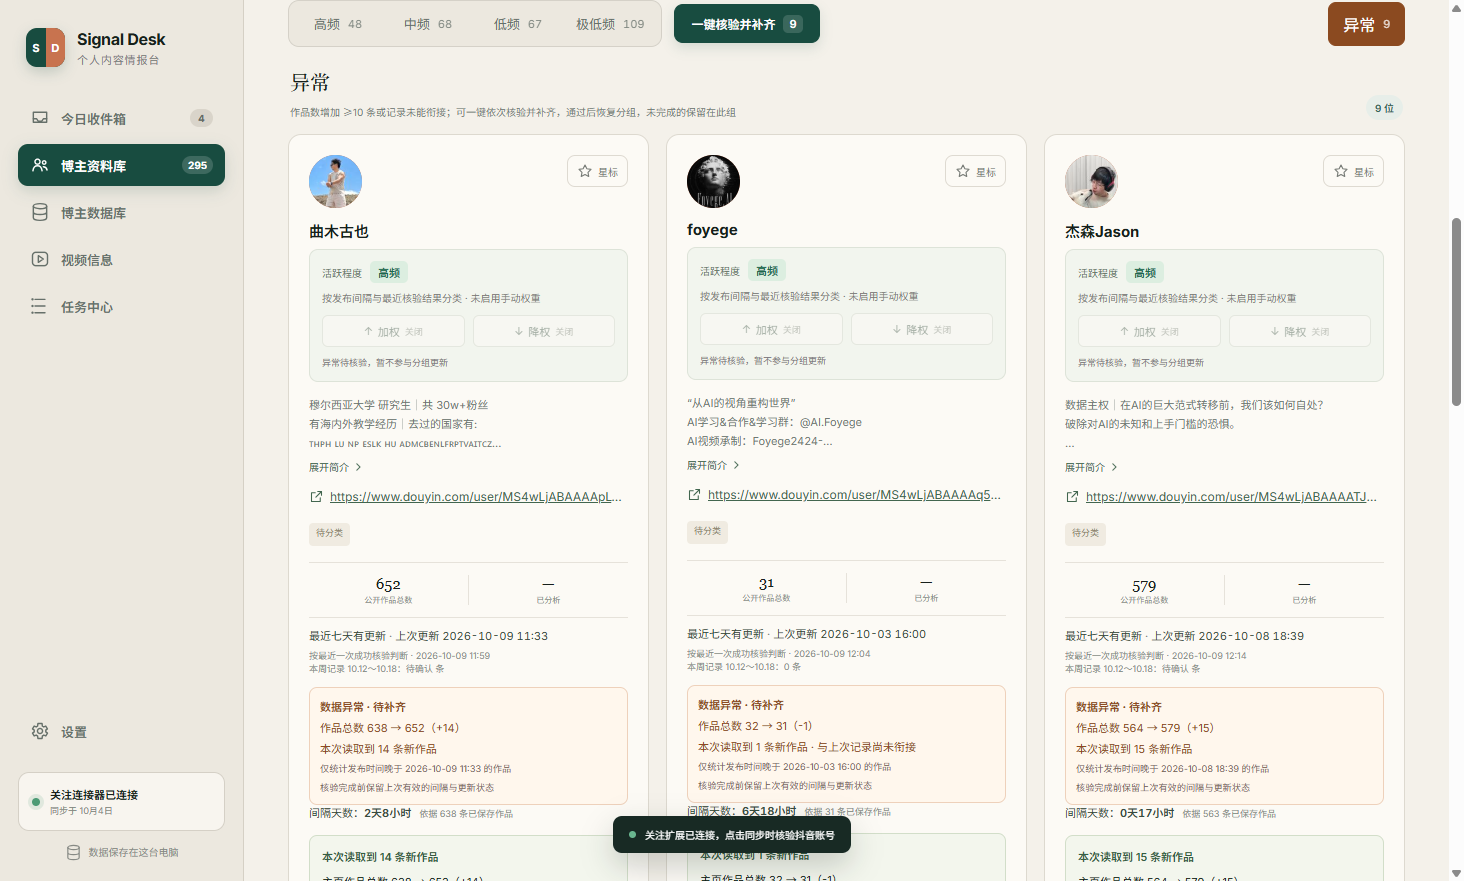 S D
Signal Desk
个人内容情报台
今日收件箱 4
博主资料库 295
博主数据库
视频信息
任务中心
设置
关注连接器已连接
同步于 10月4日
数据保存在这台电脑
高频 48 中频 68 低频 67 极低频 109
一键核验并补齐 9
异常 9
异常
作品数增加 ≥10 条或记录未能衔接；可一键依次核验并补齐，通过后恢复分组，未完成的保留在此组
9 位
星标
曲木古也
活跃程度 高频
按发布间隔与最近核验结果分类 · 未启用手动权重
↑ 加权 关闭 ↓ 降权 关闭
异常待核验，暂不参与分组更新
穆尔西亚大学 研究生｜共 30w+粉丝
有海内外教学经历｜去过的国家有:
ᴛʜᴘʜ ʟᴜ ɴᴘ ᴇsʟᴋ ʜᴜ ᴀᴅᴍᴄʙᴇɴʟғʀᴘᴛᴠᴀɪᴛᴄᴢ...
展开简介
https://www.douyin.com/user/MS4wLjABAAAApL...
待分类
652 —
公开作品总数 已分析
最近七天有更新 · 上次更新 2026-10-09 11:33
按最近一次成功核验判断 · 2026-10-09 11:59
本周记录 10.12～10.18：待确认 条
数据异常 · 待补齐
作品总数 638 → 652（+14）
本次读取到 14 条新作品
仅统计发布时间晚于 2026-10-09 11:33 的作品
核验完成前保留上次有效的间隔与更新状态
间隔天数：2天8小时 依据 638 条已保存作品
本次读取到 14 条新作品
主页作品总数 638 → 652（+14）
星标
foyege
活跃程度 高频
按发布间隔与最近核验结果分类 · 未启用手动权重
↑ 加权 关闭 ↓ 降权 关闭
异常待核验，暂不参与分组更新
“从AI的视角重构世界”
AI学习&合作&学习群：@AI.Foyege
AI视频承制：Foyege2424-...
展开简介
https://www.douyin.com/user/MS4wLjABAAAAq5...
待分类
31 —
公开作品总数 已分析
最近七天有更新 · 上次更新 2026-10-03 16:00
按最近一次成功核验判断 · 2026-10-09 12:04
本周记录 10.12～10.18：0 条
数据异常 · 待补齐
作品总数 32 → 31（-1）
本次读取到 1 条新作品 · 与上次记录尚未衔接
仅统计发布时间晚于 2026-10-03 16:00 的作品
核验完成前保留上次有效的间隔与更新状态
间隔天数：6天18小时 依据 31 条已保存作品
本次读取到 1 条新作品
主页作品总数 32 → 31（-1）
星标
杰森Jason
活跃程度 高频
按发布间隔与最近核验结果分类 · 未启用手动权重
↑ 加权 关闭 ↓ 降权 关闭
异常待核验，暂不参与分组更新
数据主权｜在AI的巨大范式转移前，我们该如何自处？
破除对AI的未知和上手门槛的恐惧。
...
展开简介
https://www.douyin.com/user/MS4wLjABAAAATJ...
待分类
579 —
公开作品总数 已分析
最近七天有更新 · 上次更新 2026-10-08 18:39
按最近一次成功核验判断 · 2026-10-09 12:14
本周记录 10.12～10.18：待确认 条
数据异常 · 待补齐
作品总数 564 → 579（+15）
本次读取到 15 条新作品
仅统计发布时间晚于 2026-10-08 18:39 的作品
核验完成前保留上次有效的间隔与更新状态
间隔天数：0天17小时 依据 563 条已保存作品
本次读取到 15 条新作品
主页作品总数 564 → 579（+15）
关注扩展已连接，点击同步时核验抖音账号